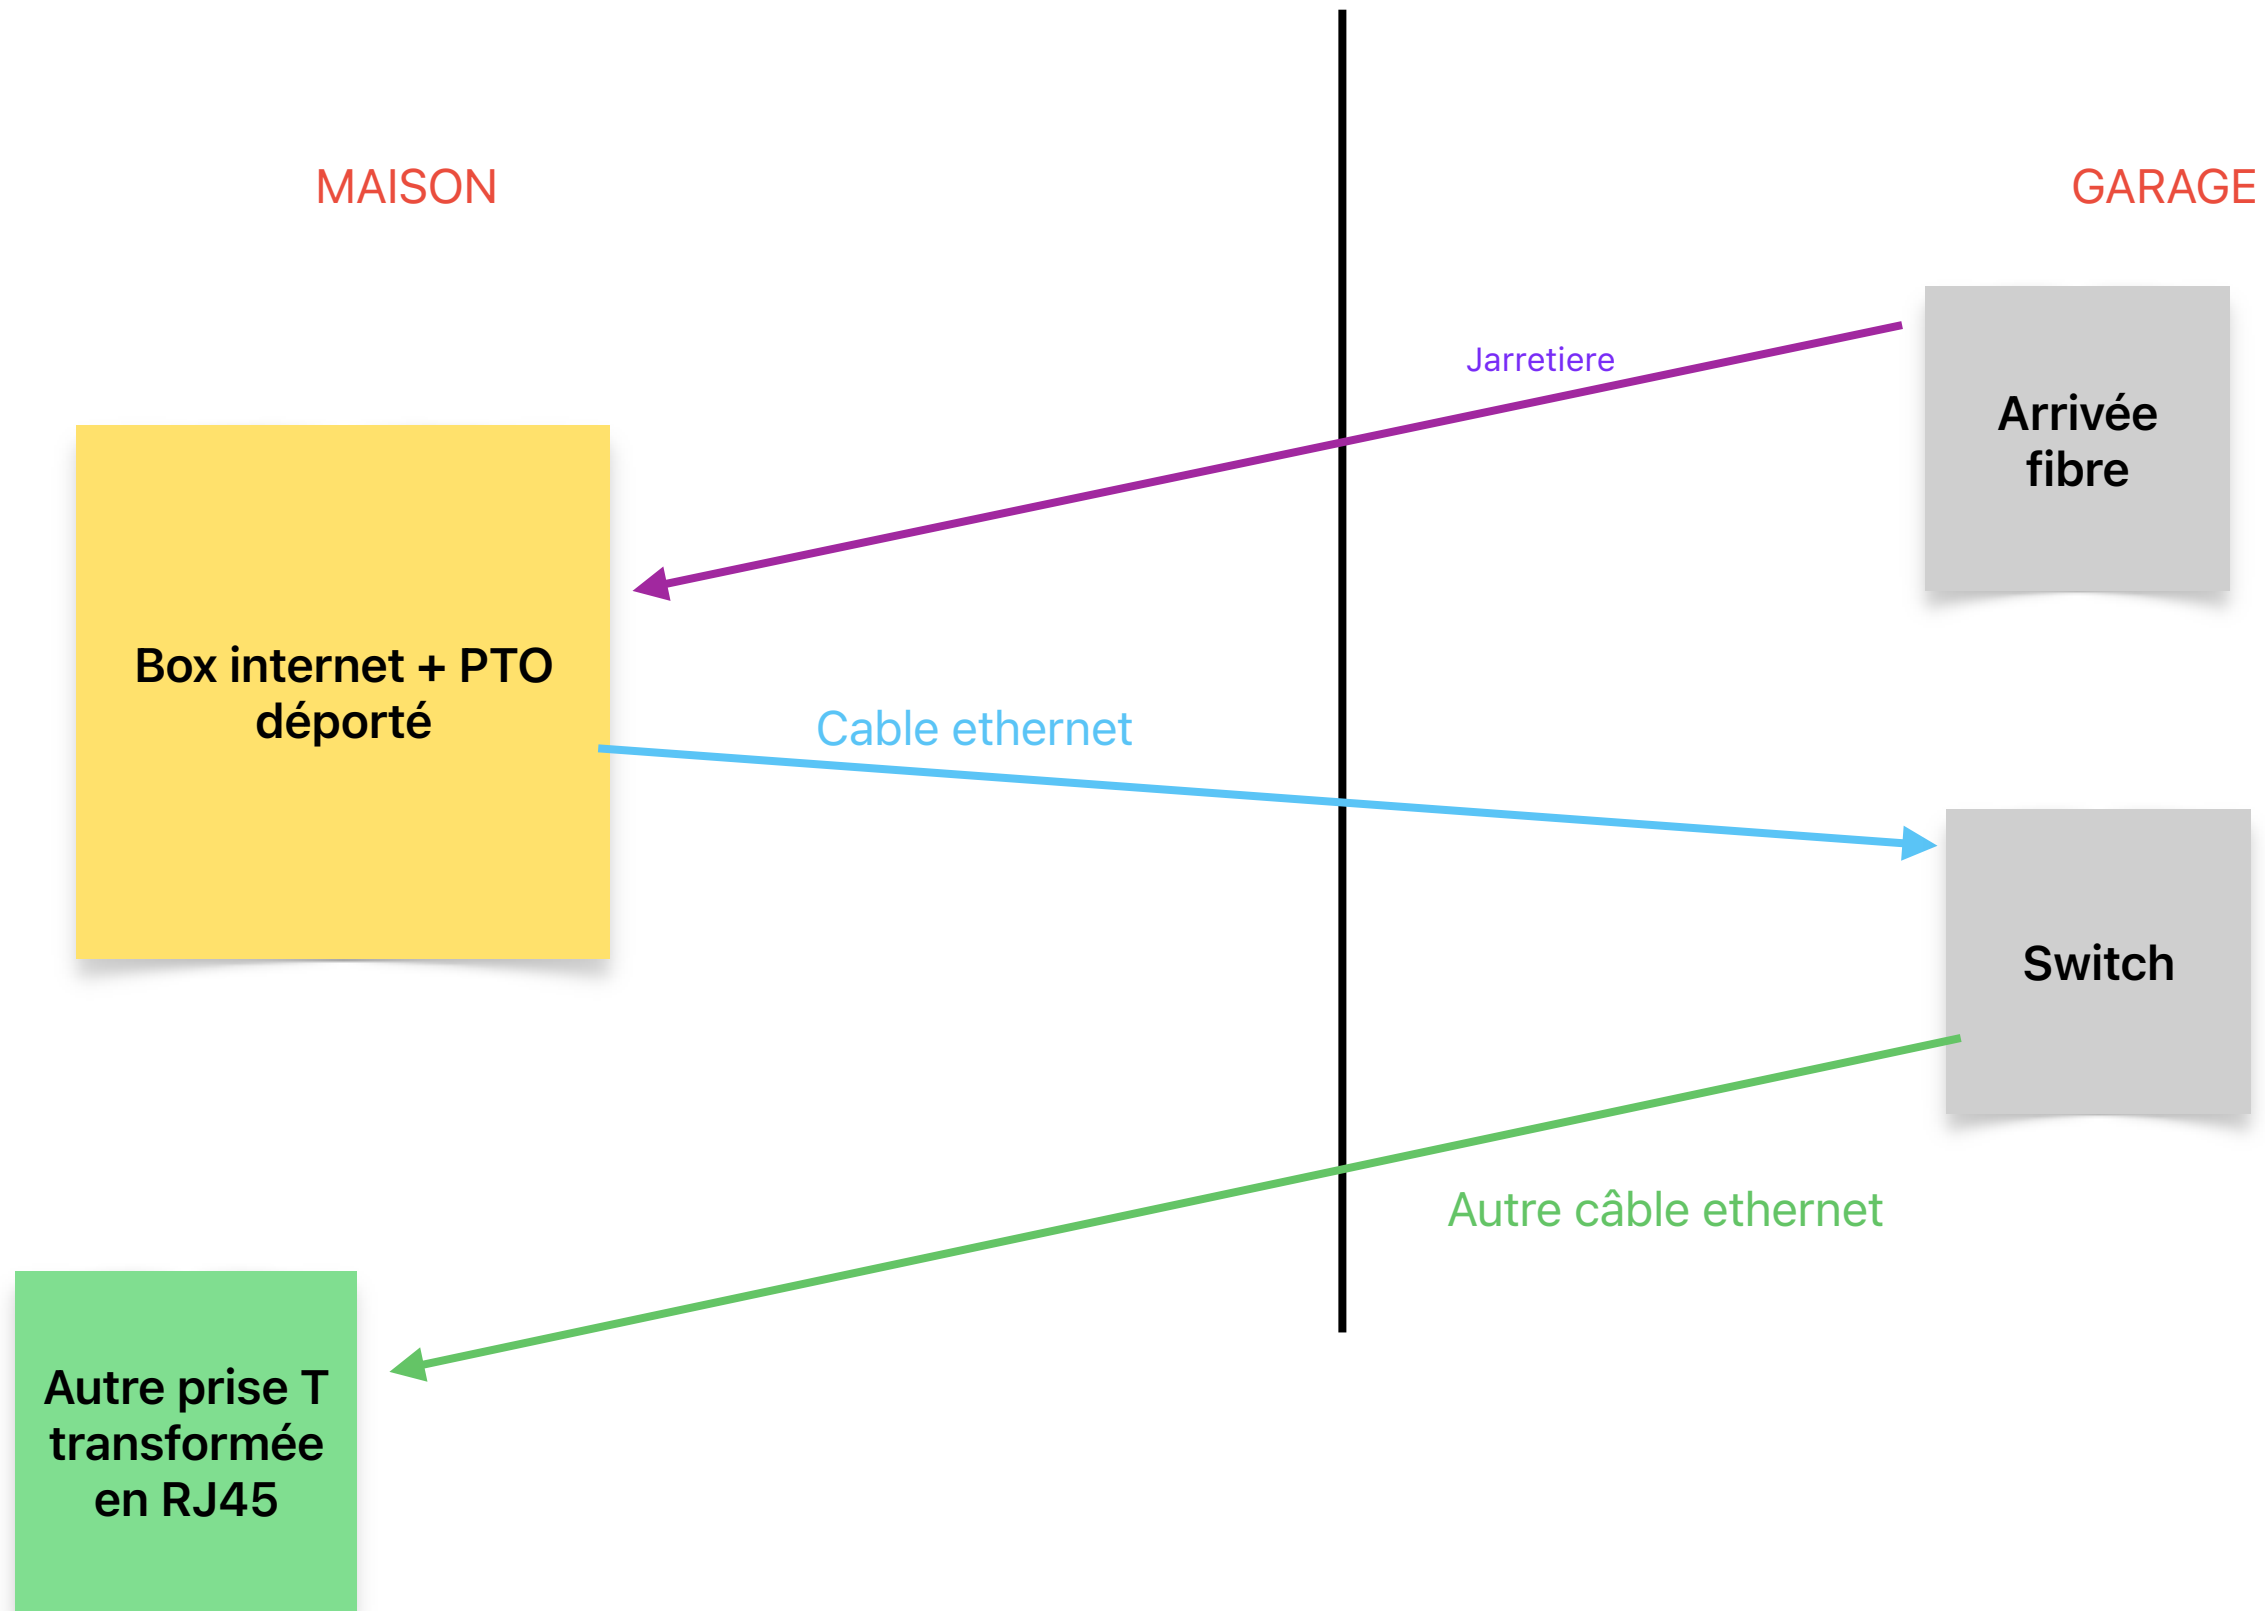 MAISON
GARAGE
Jarretiere
Arrivée
fibre
Box internet + PTO
déporté
Cable ethernet
Switch
Autre câble ethernet
Autre prise T
transformée
en RJ45